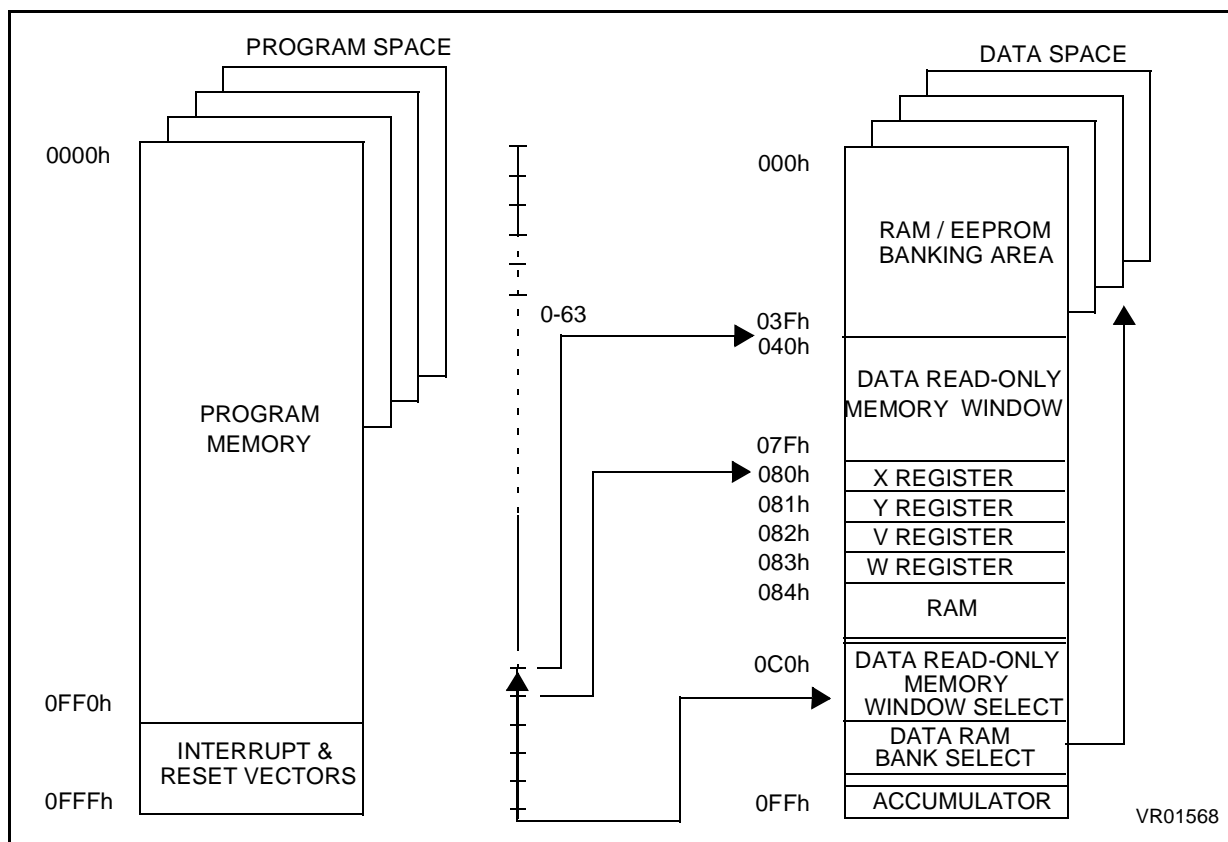 PROGRAM SPACE
0000h
PROGRAM
MEMORY
0FF0h
INTERRUPT &
RESET VECTORS
0FFFh
0-63
DATA SPACE
000h
RAM / EEPROM
BANKING AREA
03Fh
040h
DATA READ-ONLY
MEMORY WINDOW
07Fh
080h
X REGISTER
081h
Y REGISTER
082h
V REGISTER
083h
W REGISTER
084h
RAM
0C0h
DATA READ-ONLY
MEMORY
WINDOW SELECT
DATA RAM
BANK SELECT
0FFh
ACCUMULATOR
VR01568